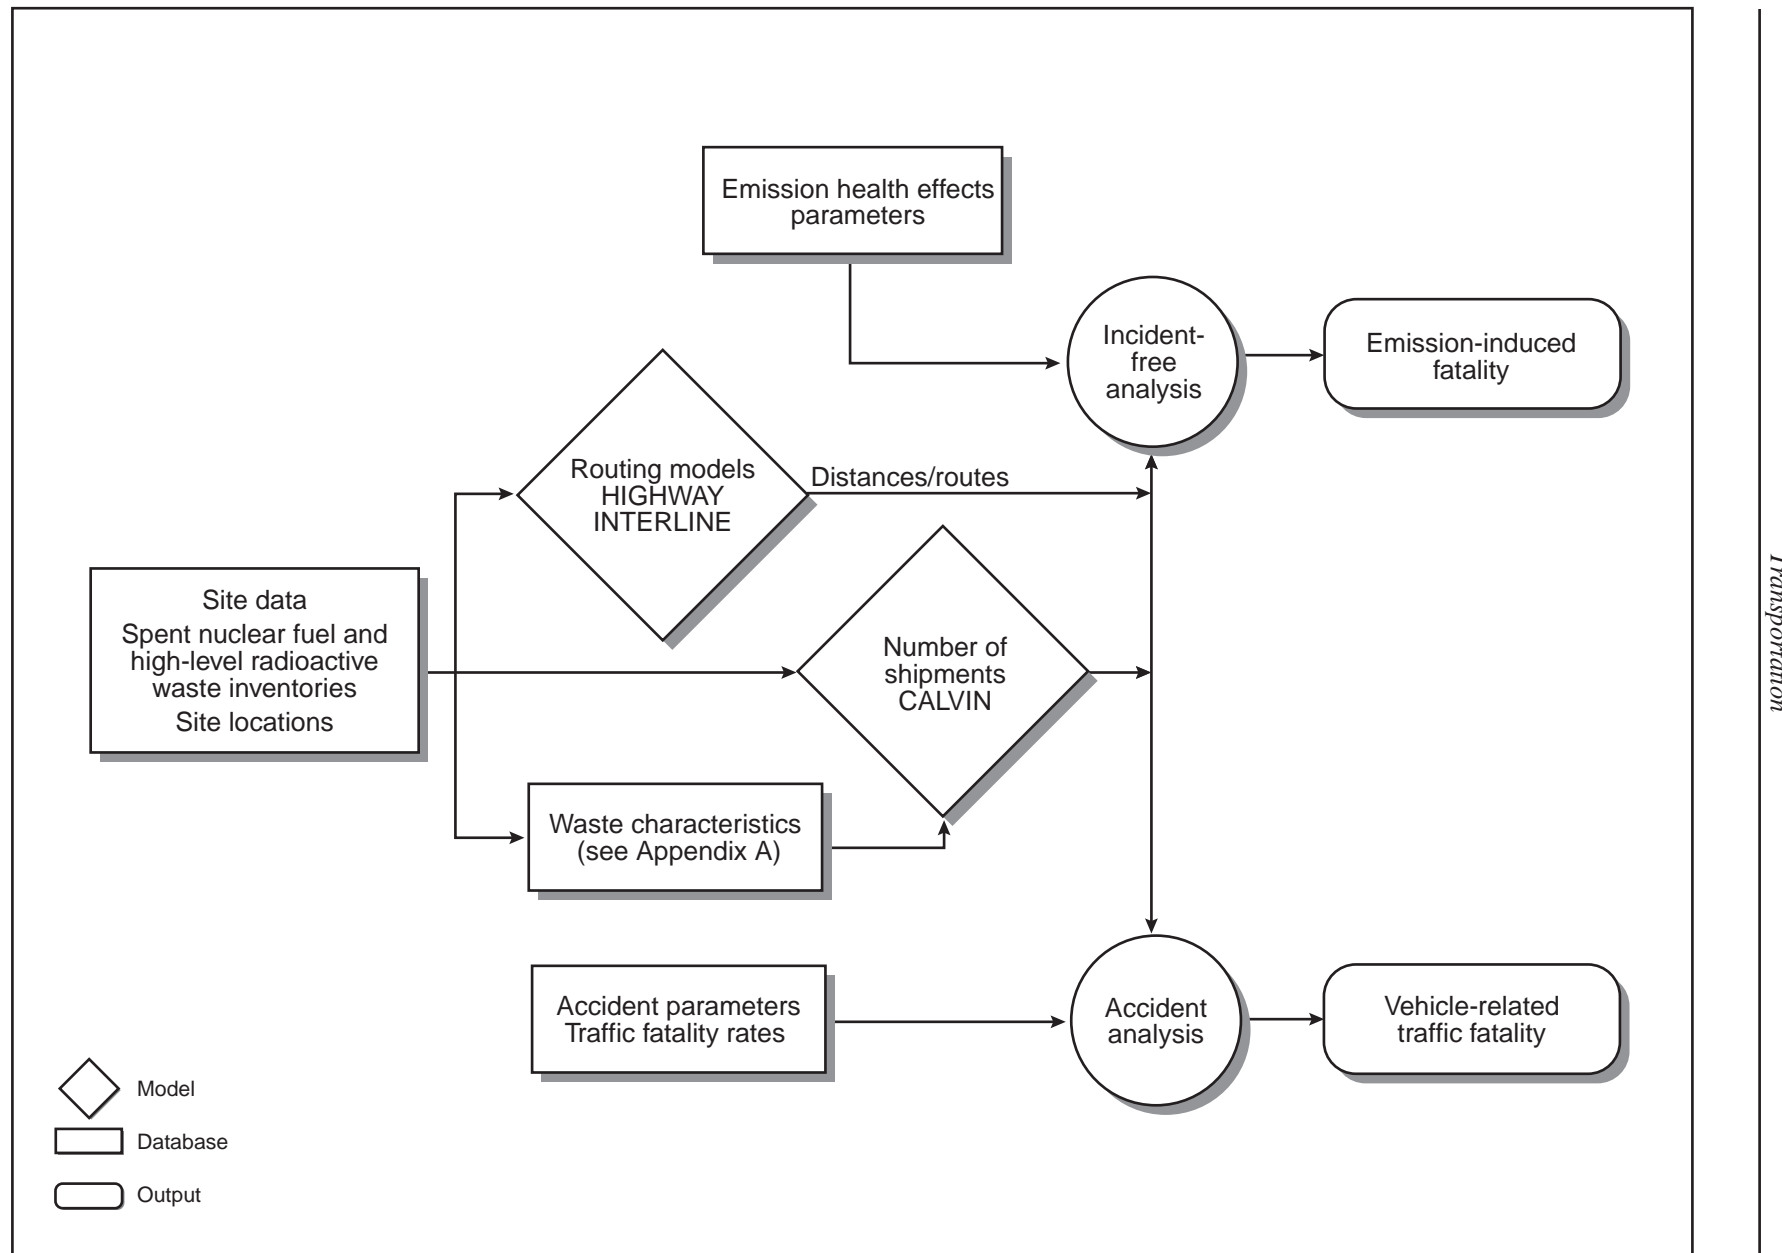 Emission health effects
parameters
Incident-
free
analysis
Emission-induced
fatality
Routing models
HIGHWAY
INTERLINE
Distances/routes
Site data
Spent nuclear fuel and
high-level radioactive
waste inventories
Site locations
Number of
shipments
CALVIN
Waste characteristics
(see Appendix A)
Accident parameters
Traffic fatality rates
Accident
analysis
Vehicle-related
traffic fatality
Model
Database
Output
Transportation